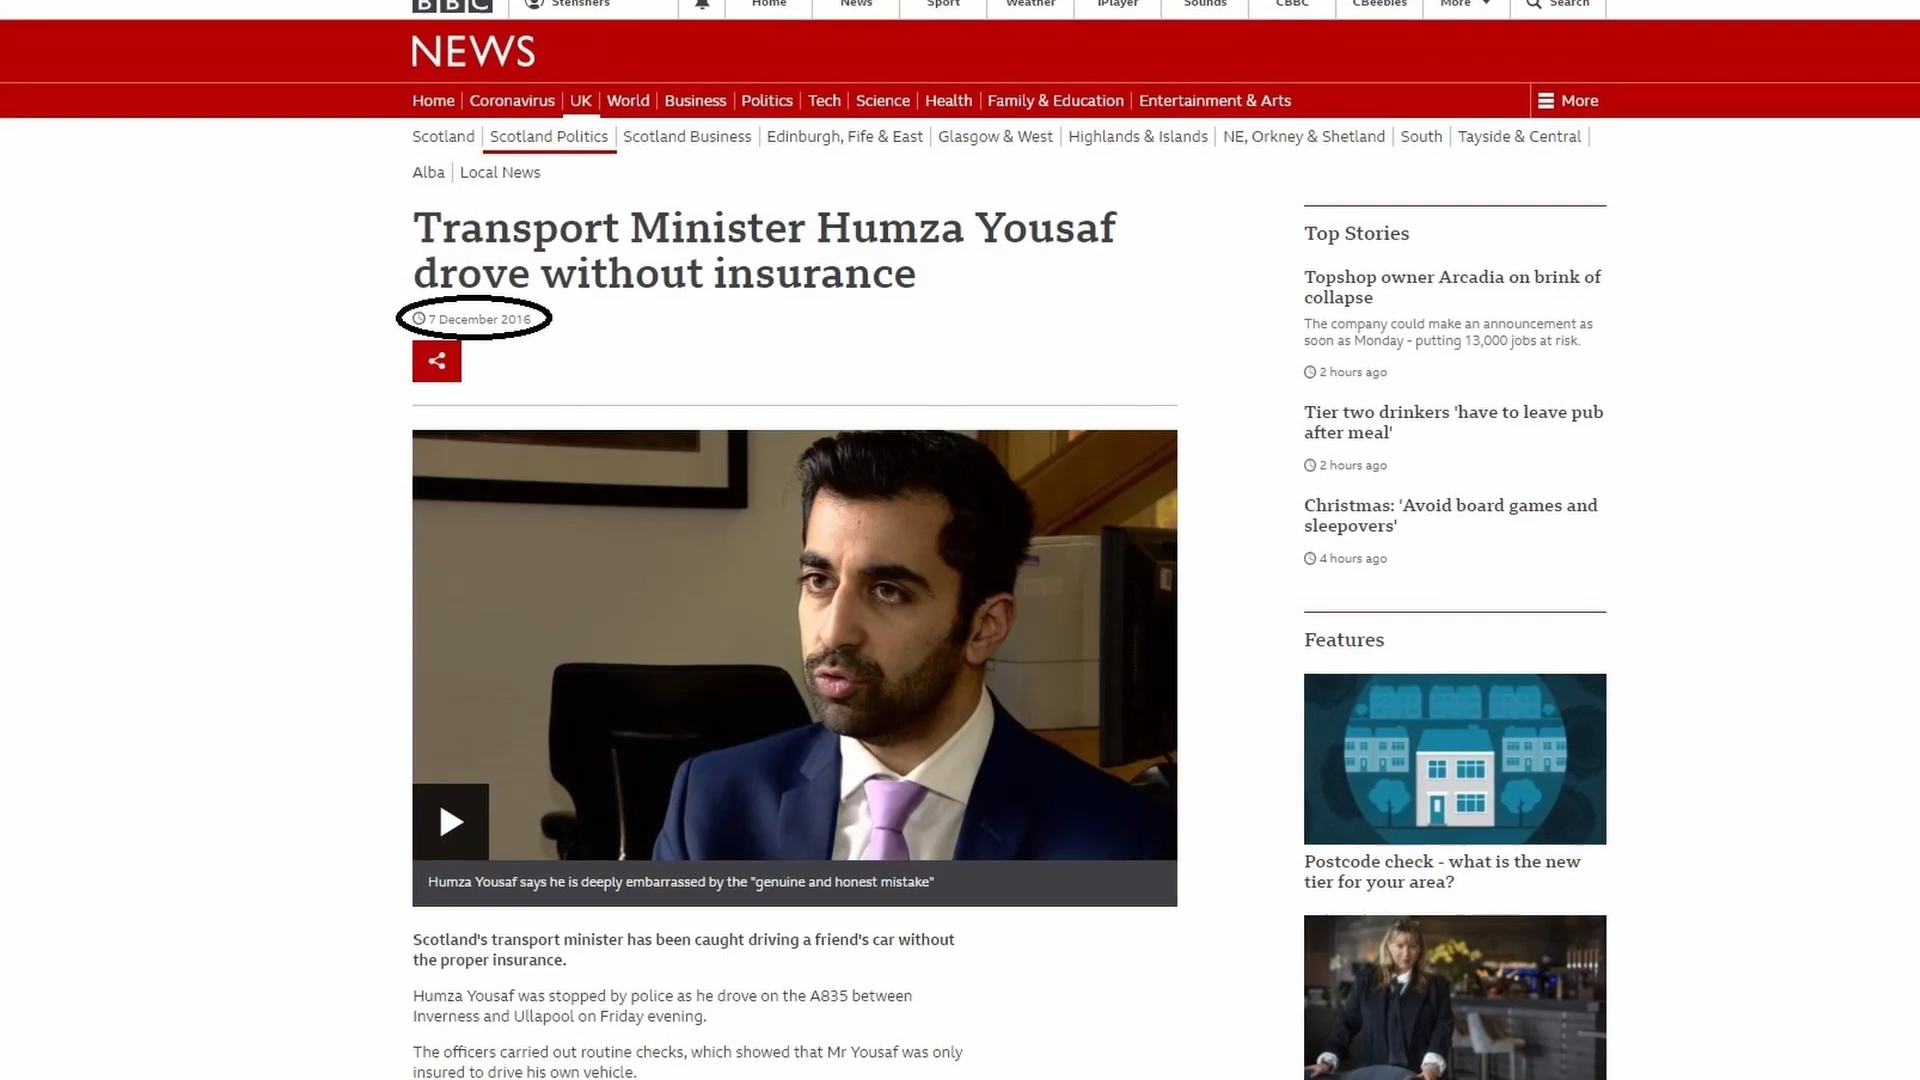 BBC
Stenshers
Home
News
Sport
Weather
iPlayer
Sounds
CBBC
CBeebies
More
Search
NEWS
Home
Coronavirus
UK
World
Business
Politics
Tech
Science
Health
Family & Education
Entertainment & Arts
More
Scotland
Scotland Politics
Scotland Business
Edinburgh, Fife & East
Glasgow & West
Highlands & Islands
NE, Orkney & Shetland
South
Tayside & Central
Alba
Local News
Transport Minister Humza Yousaf
drove without insurance
7 December 2016
Humza Yousaf says he is deeply embarrassed by the "genuine and honest mistake"
Scotland's transport minister has been caught driving a friend's car without
the proper insurance.
Humza Yousaf was stopped by police as he drove on the A835 between
Inverness and Ullapool on Friday evening.
The officers carried out routine checks, which showed that Mr Yousaf was only
insured to drive his own vehicle.
Top Stories
Topshop owner Arcadia on brink of
collapse
The company could make an announcement as
soon as Monday - putting 13,000 jobs at risk.
2 hours ago
Tier two drinkers 'have to leave pub
after meal'
2 hours ago
Christmas: 'Avoid board games and
sleepovers'
4 hours ago
Features
Postcode check - what is the new
tier for your area?